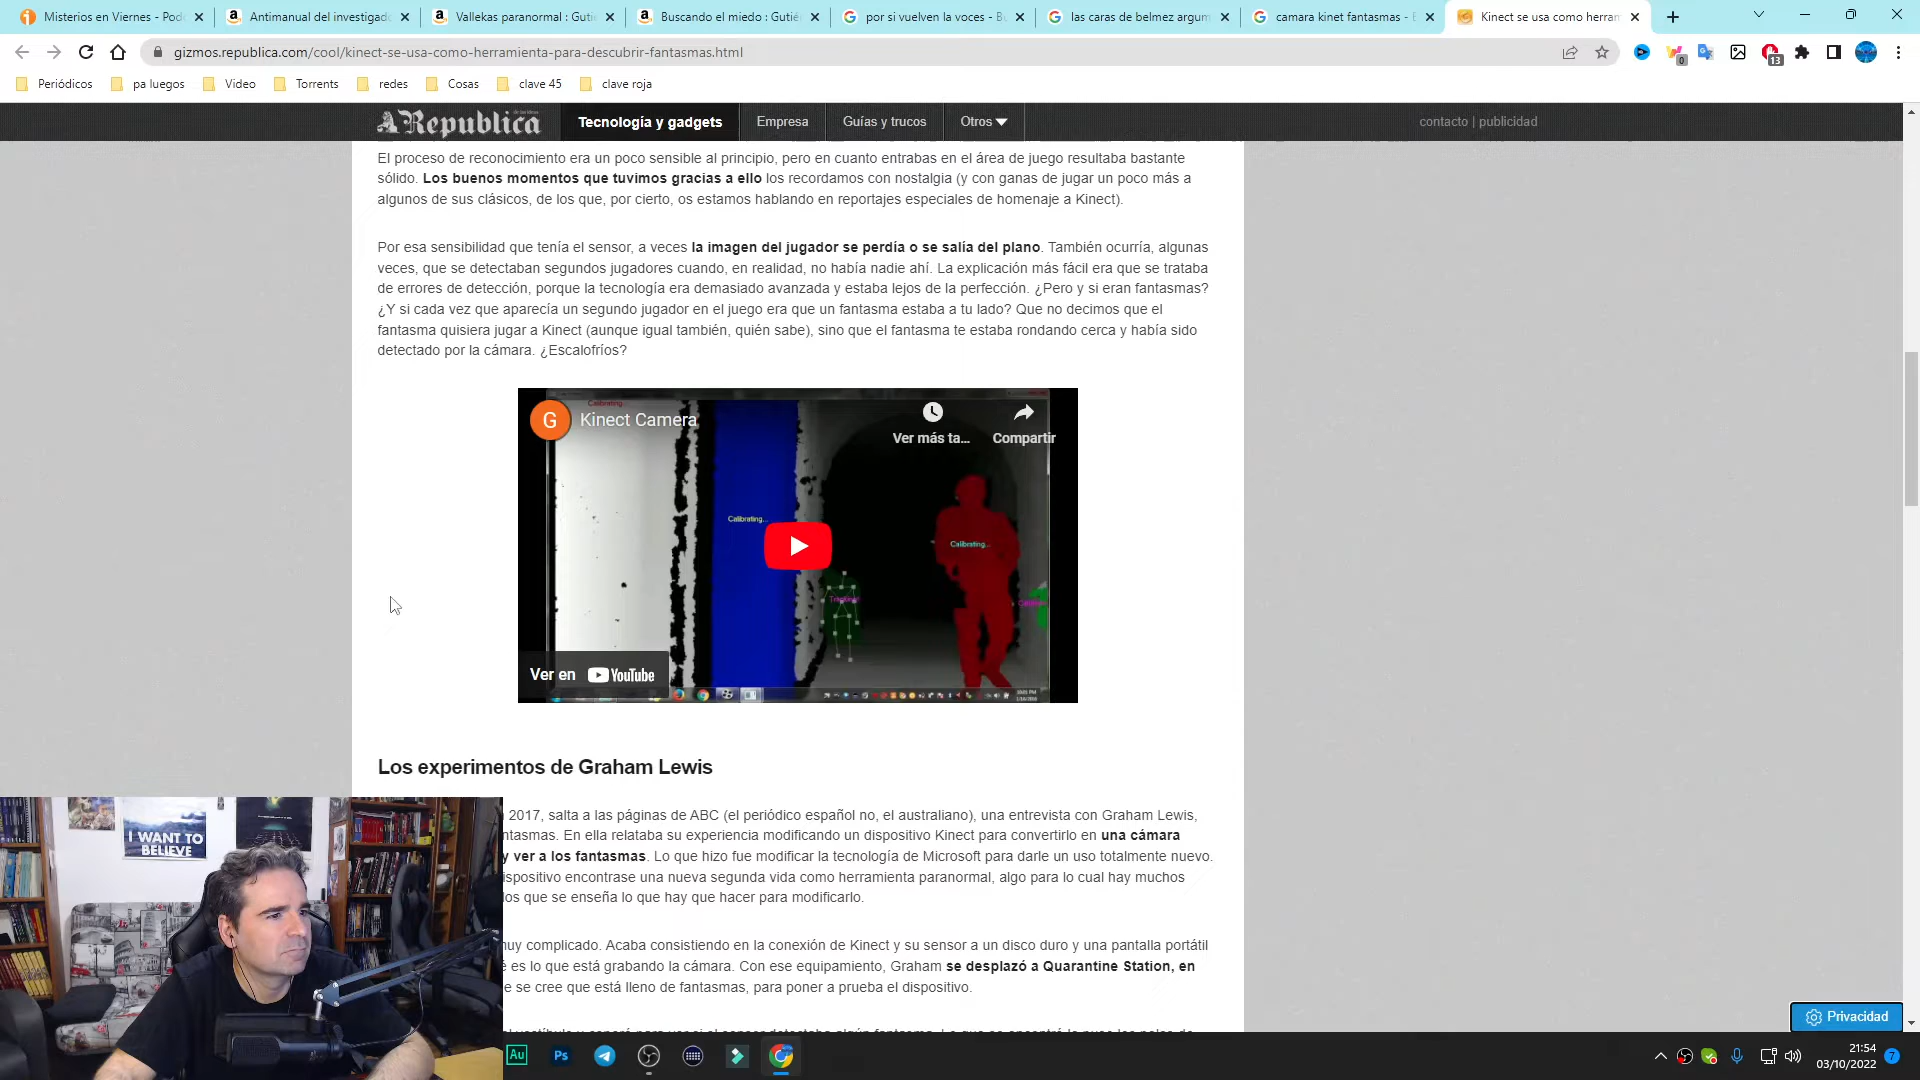 Misterios en Viernes - Pod
Antimanual del investigad
Vallekas paranormal : Guti
Buscando el miedo : Gutié
por si vuelven la voces - B
las caras de belmez argum
camara kinet fantasmas - 
Kinect se usa como herram
gizmos.republica.com/cool/kinect-se-usa-como-herramienta-para-descubrir-fantasmas.html
0
13
Periódicos
pa luegos
Video
Torrents
redes
Cosas
clave 45
clave roja
Republica
Tecnología y gadgets
Empresa
Guías y trucos
Otros
contacto | publicidad
El proceso de reconocimiento era un poco sensible al principio, pero en cuanto entrabas en el área de juego resultaba bastante
sólido. Los buenos momentos que tuvimos gracias a ello los recordamos con nostalgia (y con ganas de jugar un poco más a
algunos de sus clásicos, de los que, por cierto, os estamos hablando en reportajes especiales de homenaje a Kinect).
Por esa sensibilidad que tenía el sensor, a veces la imagen del jugador se perdía o se salía del plano. También ocurría, algunas
veces, que se detectaban segundos jugadores cuando, en realidad, no había nadie ahí. La explicación más fácil era que se trataba
de errores de detección, porque la tecnología era demasiado avanzada y estaba lejos de la perfección. ¿Pero y si eran fantasmas?
¿Y si cada vez que aparecía un segundo jugador en el juego era que un fantasma estaba a tu lado? Que no decimos que el
fantasma quisiera jugar a Kinect (aunque igual también, quién sabe), sino que el fantasma te estaba rondando cerca y había sido
detectado por la cámara. ¿Escalofríos?
Calibrating...
G
Kinect Camera
Ver más ta...
Compartir
Calibrating...
Calibrating...
Ver en YouTube
Los experimentos de Graham Lewis
2017, salta a las páginas de ABC (el periódico español no, el australiano), una entrevista con Graham Lewis,
ntasmas. En ella relataba su experiencia modificando un dispositivo Kinect para convertirlo en una cámara
y ver a los fantasmas. Lo que hizo fue modificar la tecnología de Microsoft para darle un uso totalmente nuevo.
ispositivo encontrase una nueva segunda vida como herramienta paranormal, algo para lo cual hay muchos
los que se enseña lo que hay que hacer para modificarlo.
muy complicado. Acaba consistiendo en la conexión de Kinect y su sensor a un disco duro y una pantalla portátil
é es lo que está grabando la cámara. Con ese equipamiento, Graham se desplazó a Quarantine Station, en
e se cree que está lleno de fantasmas, para poner a prueba el dispositivo.
I WANT TO
BELIEVE
Privacidad
Au
Ps
21:54
03/10/2022
7